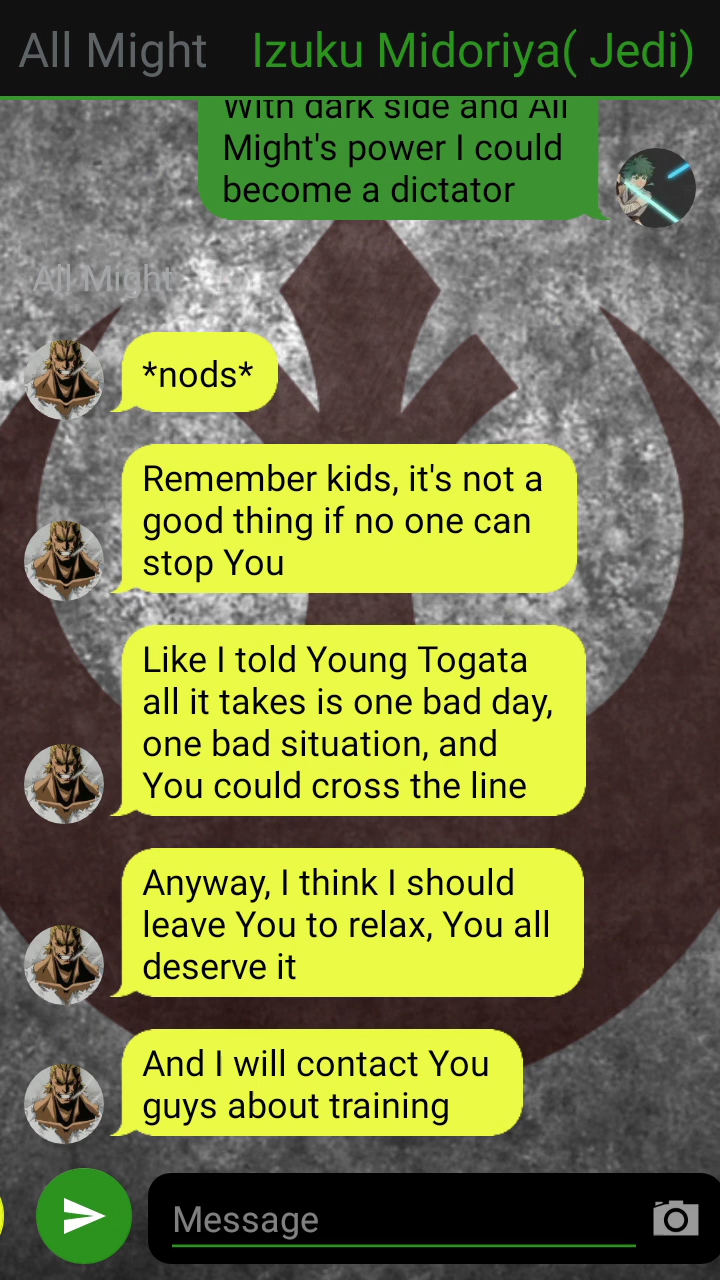 All Might Izuku Midoriya( Jedi)
With dark side and All
Might's power I could
become a dictator
All Might
*nods*
Remember kids, it's not a
good thing if no one can
stop You
Like I told Young Togata
all it takes is one bad day,
one bad situation, and
You could cross the line
Anyway, I think I should
leave You to relax, You all
deserve it
And I will contact You
guys about training
Message